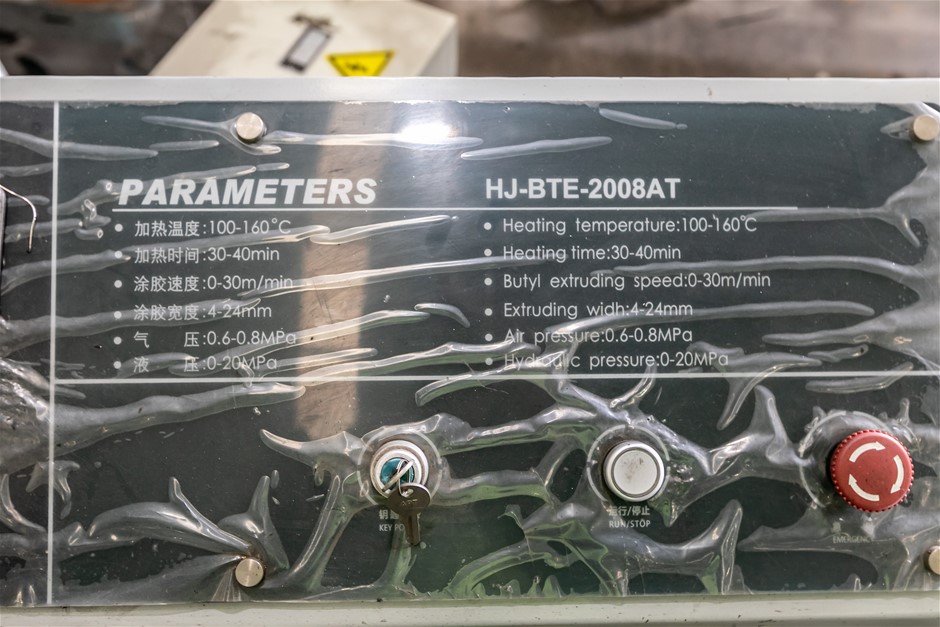 PARAMETERS
HJ-BTE-2008AT
• 加热温度:100-160°C
• 加热时间:30-40min
• 涂胶速度:0-30m/min
• 涂胶宽度:4-24mm
• 气 压:0.6-0.8MPa
• 液 压:0-20MPa
• Heating temperature:100-160°C
• Heating time:30-40min
• Butyl extruding speed:0-30m/min
• Extruding widh:4-24mm
• Air pressure:0.6-0.8MPa
• Hydraulic pressure:0-20MPa
KEY
运行/停止
RUN/STOP
EMERGENCY